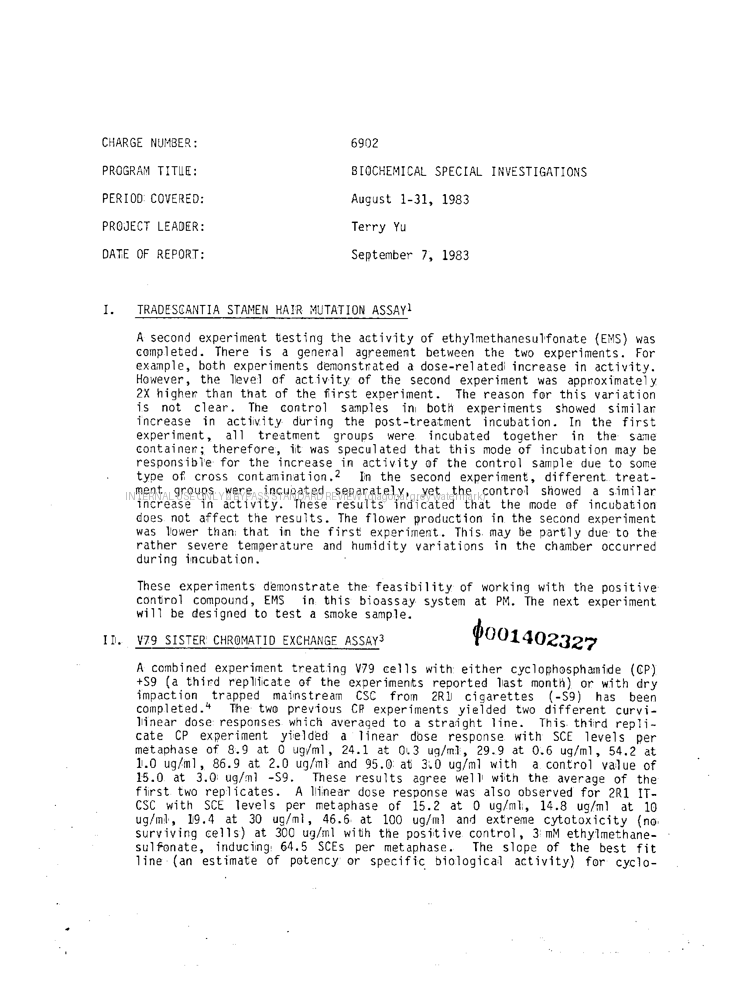 CHARGE NUMBER: 6902
PROGRAM TITLE: BIOCHEMICAL SPECIAL INVESTIGATIONS
PERIOD COVERED: August 1-31, 1983
PROJECT LEADER: Terry Yu
DATE OF REPORT: September 7, 1983
I. TRADESCANTIA STAMEN HAIR MUTATION ASSAY1
A second experiment testing the activity of ethylmethanesulfonate (EMS) was
completed. There is a general agreement between the two experiments. For
example, both experiments demonstrated a dose-related increase in activity.
However, the level of activity of the second experiment was approximately
2X higher than that of the first experiment. The reason for this variation
is not clear. The control samples in both experiments showed similar
increase in activity during the post-treatment incubation. In the first
experiment, all treatment groups were incubated together in the same
container; therefore, it was speculated that this mode of incubation may be
responsible for the increase in activity of the control sample due to some
type of cross contamination.2 In the second experiment, different treat-
ment groups were incubated separately, yet the control showed a similar
increase in activity. These results indicated that the mode of incubation
does not affect the results. The flower production in the second experiment
was lower than that in the first experiment. This may be partly due to the
rather severe temperature and humidity variations in the chamber occurred
during incubation.
These experiments demonstrate the feasibility of working with the positive
control compound, EMS in this bioassay system at PM. The next experiment
will be designed to test a smoke sample.
0001402327
II. V79 SISTER CHROMATID EXCHANGE ASSAY3
A combined experiment treating V79 cells with either cyclophosphamide (CP)
+S9 (a third replicate of the experiments reported last month) or with dry
impaction trapped mainstream CSC from 2R1 cigarettes (-S9) has been
completed.4 The two previous CP experiments yielded two different curvi-
linear dose responses which averaged to a straight line. This third repli-
cate CP experiment yielded a linear dose response with SCE levels per
metaphase of 8.9 at 0 ug/ml, 24.1 at 0.3 ug/ml, 29.9 at 0.6 ug/ml, 54.2 at
1.0 ug/ml, 86.9 at 2.0 ug/ml and 95.0 at 3.0 ug/ml with a control value of
15.0 at 3.0 ug/ml -S9. These results agree well with the average of the
first two replicates. A linear dose response was also observed for 2R1 IT-
CSC with SCE levels per metaphase of 15.2 at 0 ug/ml, 14.8 ug/ml at 10
ug/ml, 19.4 at 30 ug/ml, 46.6 at 100 ug/ml and extreme cytotoxicity (no
surviving cells) at 300 ug/ml with the positive control, 3 mM ethylmethane-
sulfonate, inducing 64.5 SCEs per metaphase. The slope of the best fit
line (an estimate of potency or specific biological activity) for cyclo-